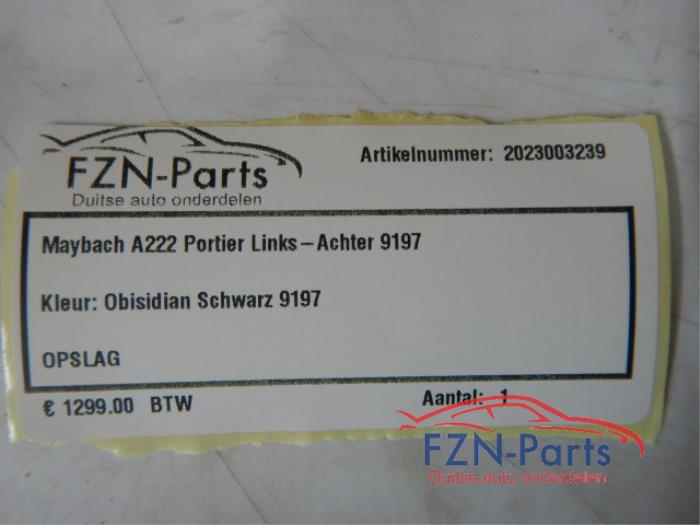 FZN-Parts
Duitse auto onderdelen
Artikelnummer: 2023003239
Maybach A222 Portier Links-Achter 9197
Kleur: Obisidian Schwarz 9197
OPSLAG
€ 1299.00 BTW
Aantal: 1
FZN-Parts
Duitse auto onderdelen